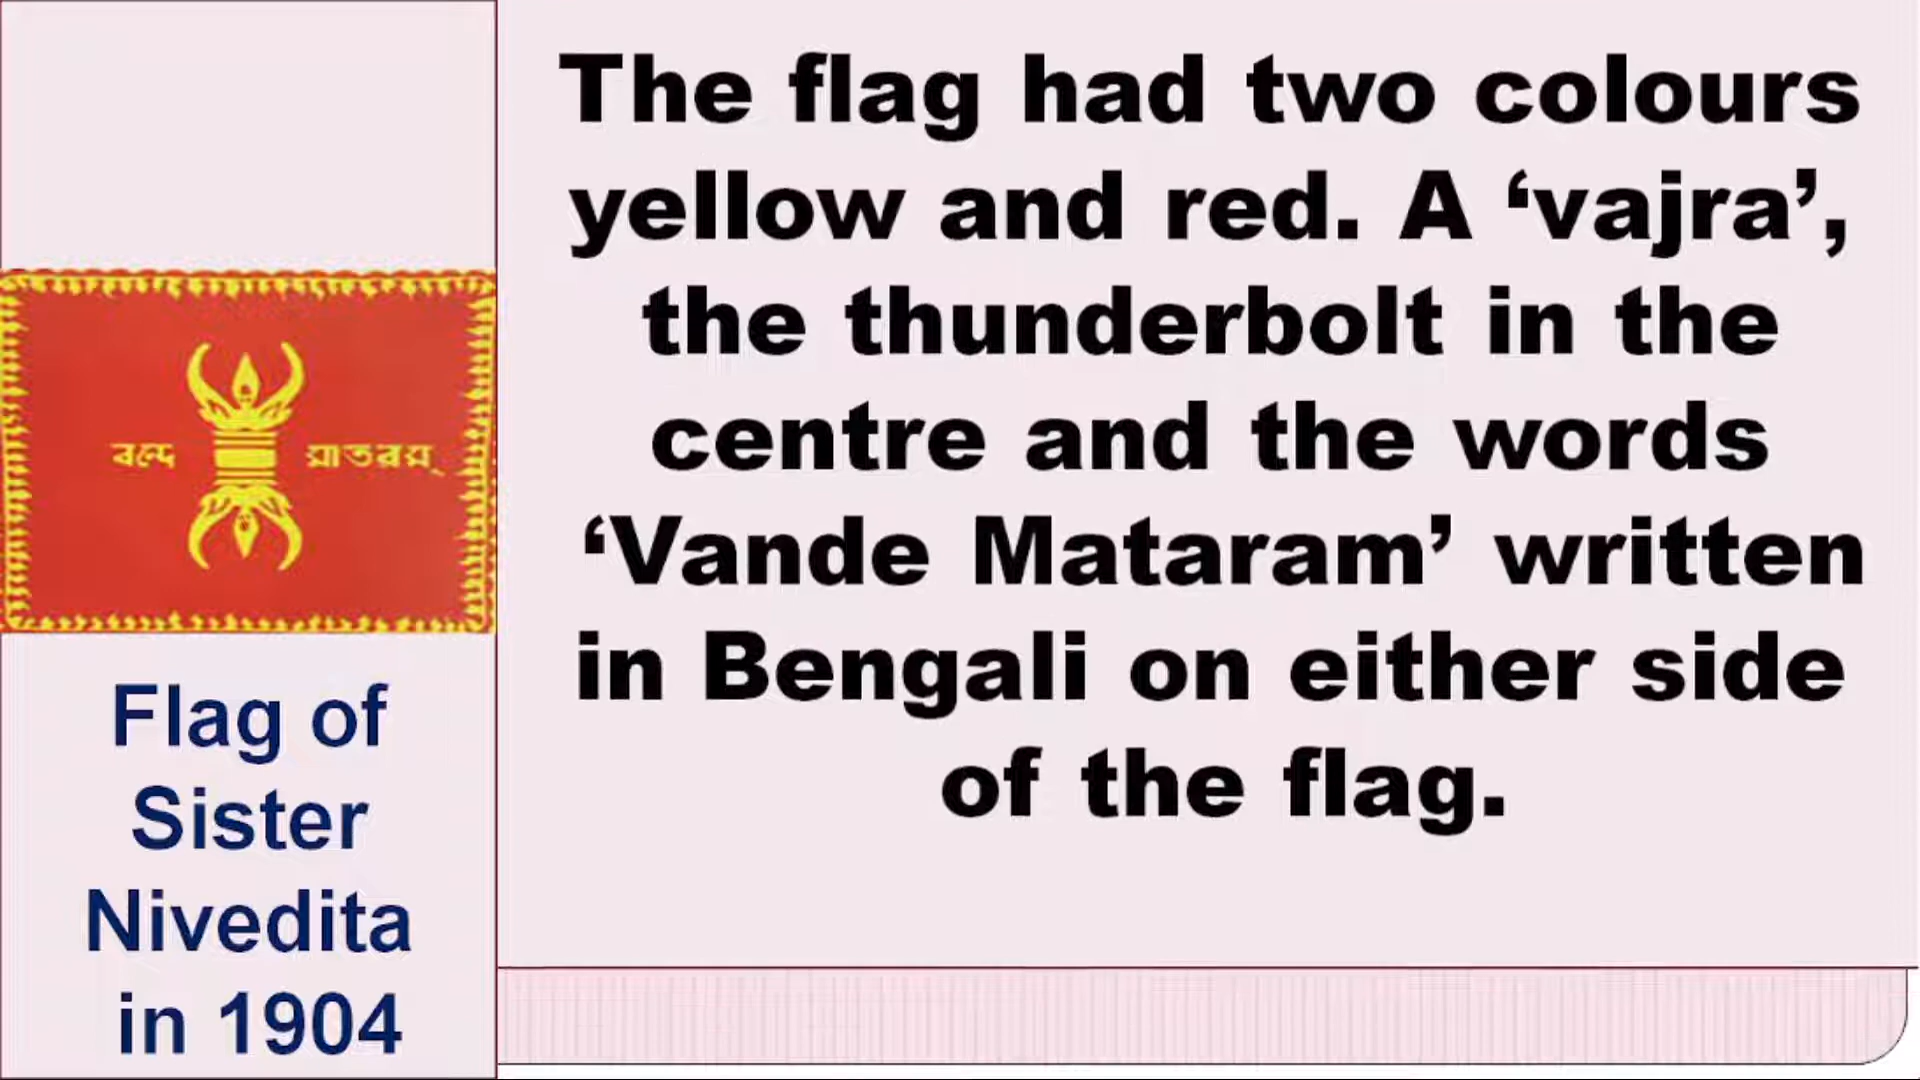 বন্দে মাতরম্
Flag of
Sister
Nivedita
in 1904
The flag had two colours
yellow and red. A ‘vajra’,
the thunderbolt in the
centre and the words
‘Vande Mataram’ written
in Bengali on either side
of the flag.